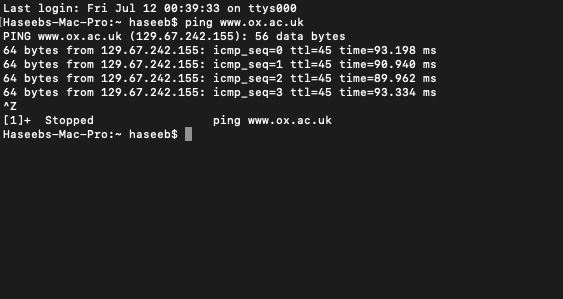 Last login: Fri Jul 12 00:39:33 on ttys000
[Haseebs-Mac-Pro:~ haseeb$ ping www.ox.ac.uk
PING www.ox.ac.uk (129.67.242.155): 56 data bytes
64 bytes from 129.67.242.155: icmp_seq=0 ttl=45 time=93.198 ms
64 bytes from 129.67.242.155: icmp_seq=1 ttl=45 time=90.940 ms
64 bytes from 129.67.242.155: icmp_seq=2 ttl=45 time=89.962 ms
64 bytes from 129.67.242.155: icmp_seq=3 ttl=45 time=93.334 ms
^Z
[1]+  Stopped                 ping www.ox.ac.uk
Haseebs-Mac-Pro:~ haseeb$